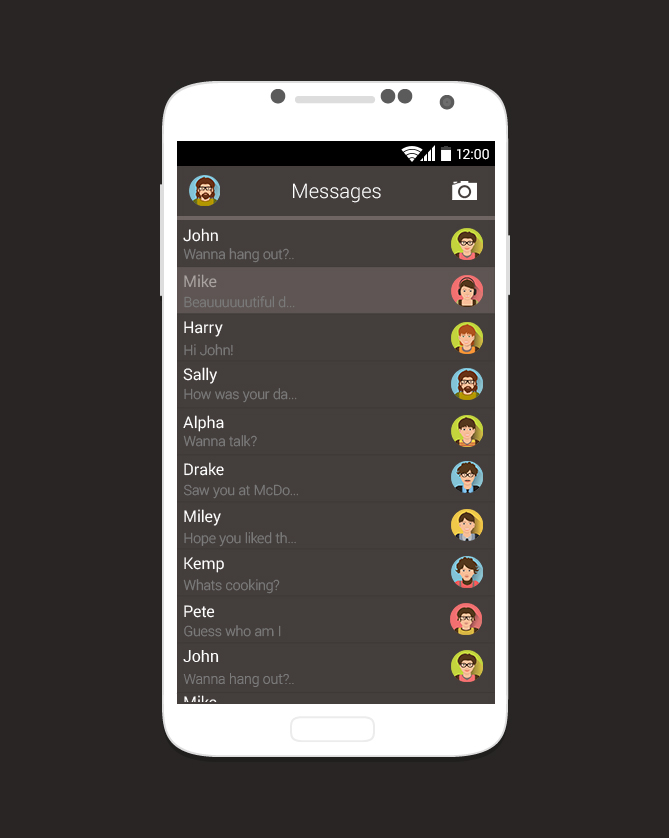 12:00
Messages
John
Wanna hang out?..
Mike
Beauuuuuutiful d...
Harry
Hi John!
Sally
How was your da...
Alpha
Wanna talk?
Drake
Saw you at McDo...
Miley
Hope you liked th...
Kemp
Whats cooking?
Pete
Guess who am I
John
Wanna hang out?..
Mike